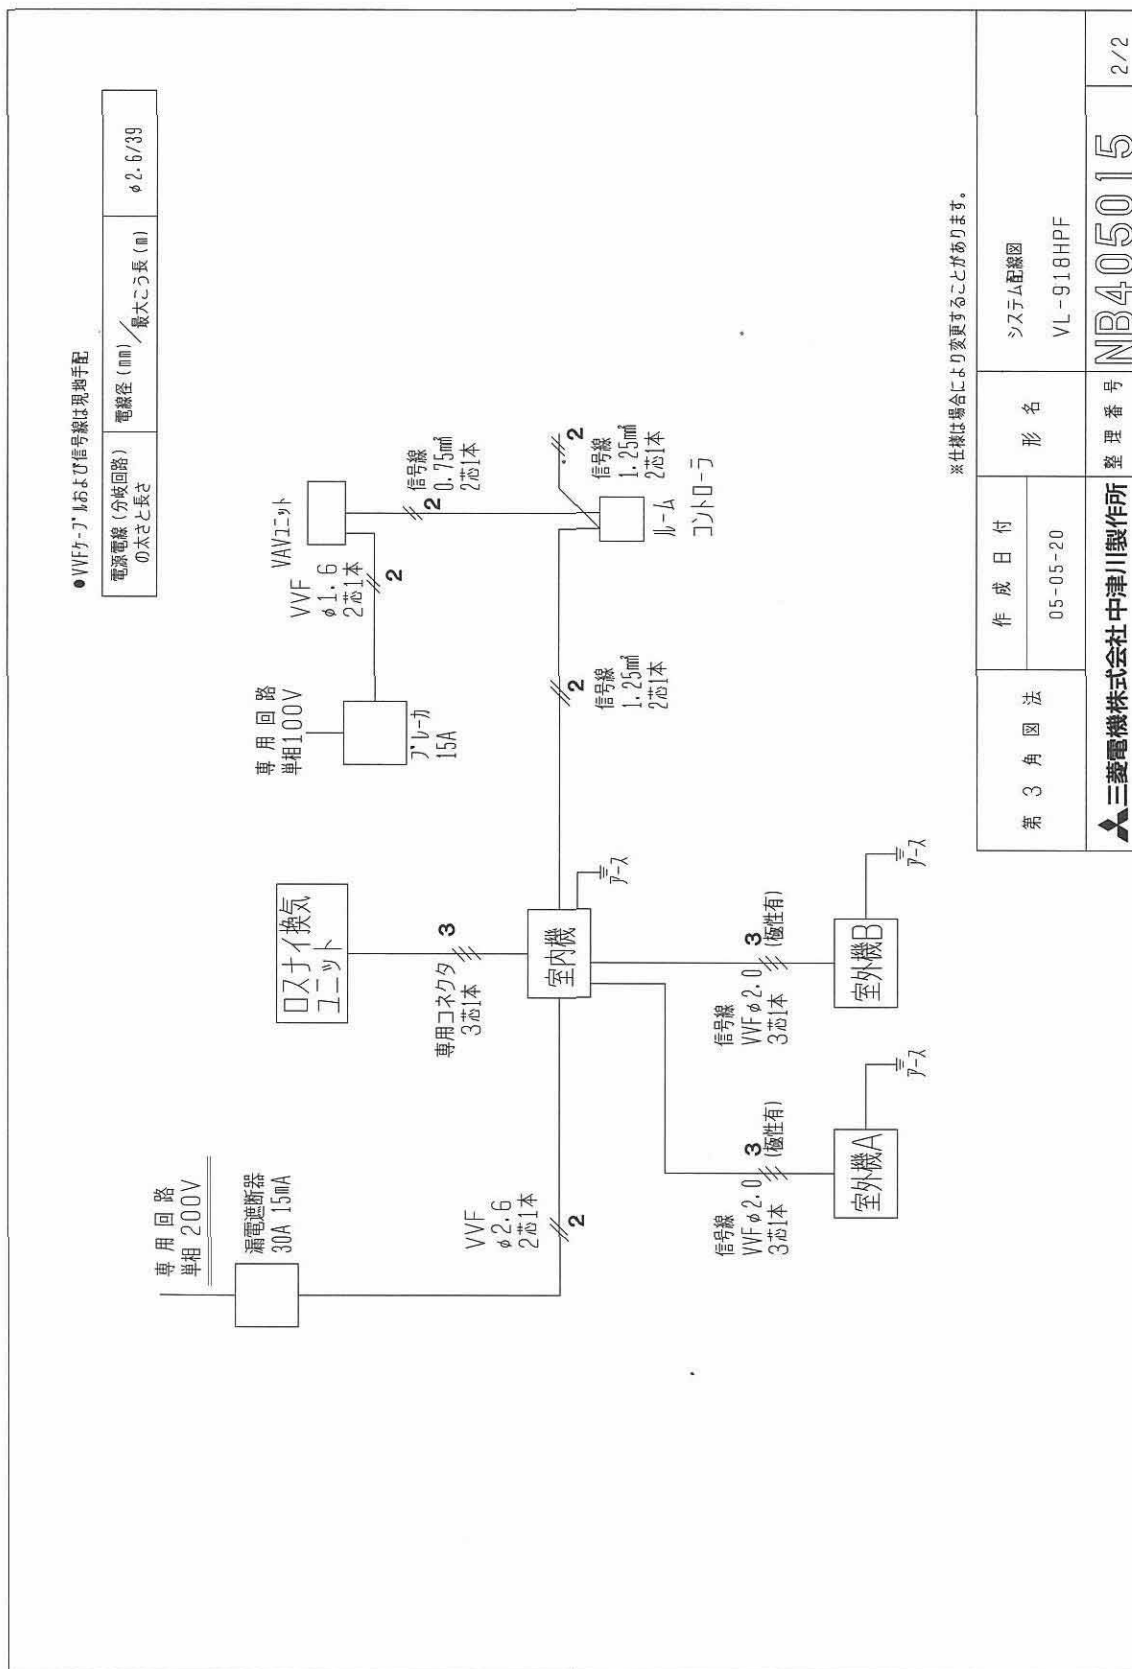 ●VVFｹｰﾌﾞﾙおよび信号線は現地手配
電源電線(分岐回路)
の太さと長さ
電線径(mm)/最大こう長(m)
φ2.6/39
専用回路
単相 200V
漏電遮断器
30A 15mA
VVF
φ2.6
2芯1本
2
ロスナイ換気
ユニット
専用コネクタ
3芯1本
3
室内機
ｱｰｽ
専用回路
単相100V
ﾌﾞﾚｰｶ
15A
VVF
φ1.6
2芯1本
2
VAVﾕﾆｯﾄ
信号線
0.75mm²
2芯1本
2
信号線
1.25mm²
2芯1本
2
信号線
1.25mm²
2芯1本
2
ﾙｰﾑ
ｺﾝﾄﾛｰﾗ
信号線
VVFφ2.0
3芯1本
3
(極性有)
室外機A
ｱｰｽ
信号線
VVFφ2.0
3芯1本
3
(極性有)
室外機B
ｱｰｽ
※仕様は場合により変更することがあります。
第3角図法
作成日付
05-05-20
形名
システム配線図
VL-918HPF
三菱電機株式会社中津川製作所
整理番号
NB405015
2/2